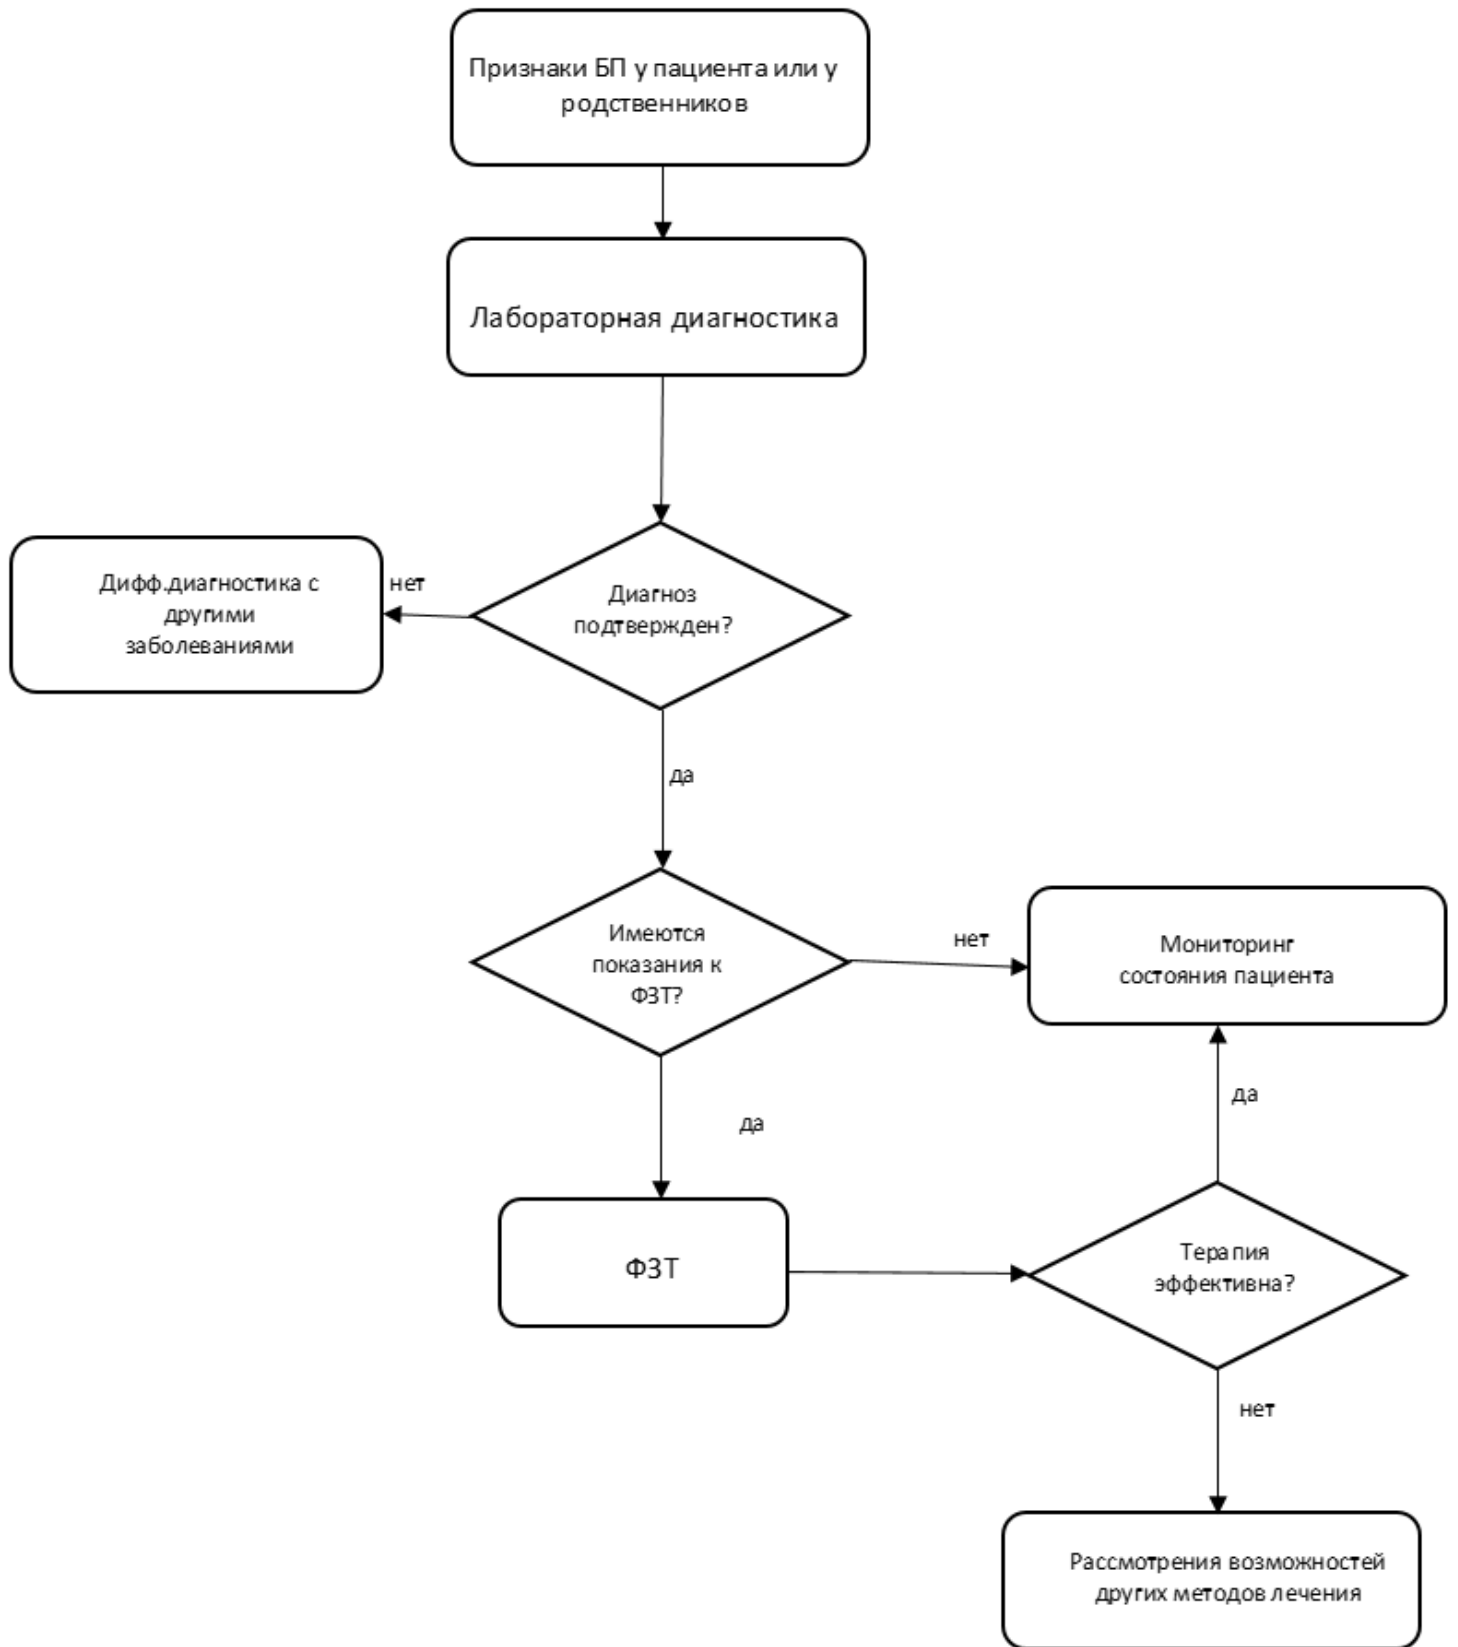 Признаки БП у пациента или у
родственников
Лабораторная диагностика
Диагноз
подтвержден?
нет
Дифф.диагностика с
другими
заболеваниями
да
Имеются
показания к
ФЗТ?
нет
Мониторинг
состояния пациента
да
да
ФЗТ
Терапия
эффективна?
нет
Рассмотрения возможностей
других методов лечения